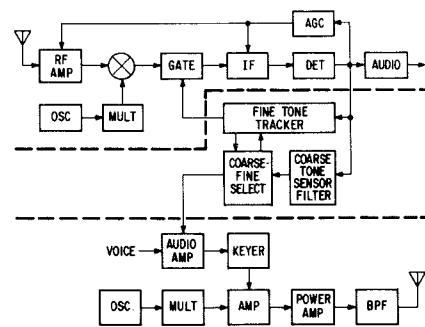 AGC
RF
AMP
GATE
IF
DET
AUDIO
OSC
MULT
FINE TONE
TRACKER
COARSE-
FINE
SELECT
COARSE
TONE
SENSOR
FILTER
VOICE
AUDIO
AMP
KEYER
OSC
MULT
AMP
POWER
AMP
BPF